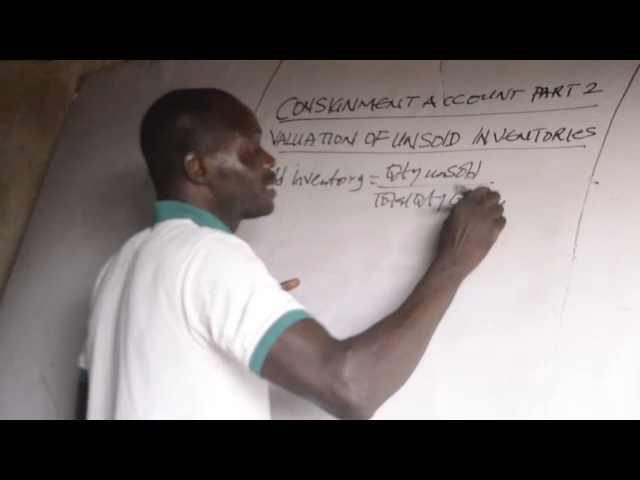 CONSIGNMENT ACCOUNT PART 2
VALUATION OF UNSOLD INVENTORIES
inventory = Qty unsold
Total Qty